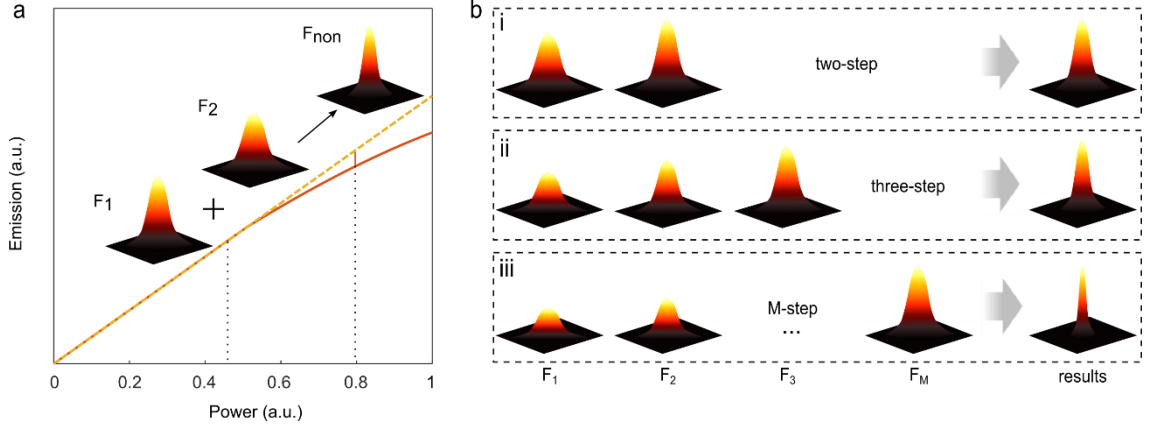 a
F₁
+
F₂
Fnon
Emission (a.u.)
0
0.2
0.4
0.6
0.8
1
Power (a.u.)
b
i
two-step
ii
three-step
iii
M-step
...
F₁
F₂
F₃
F_M
results